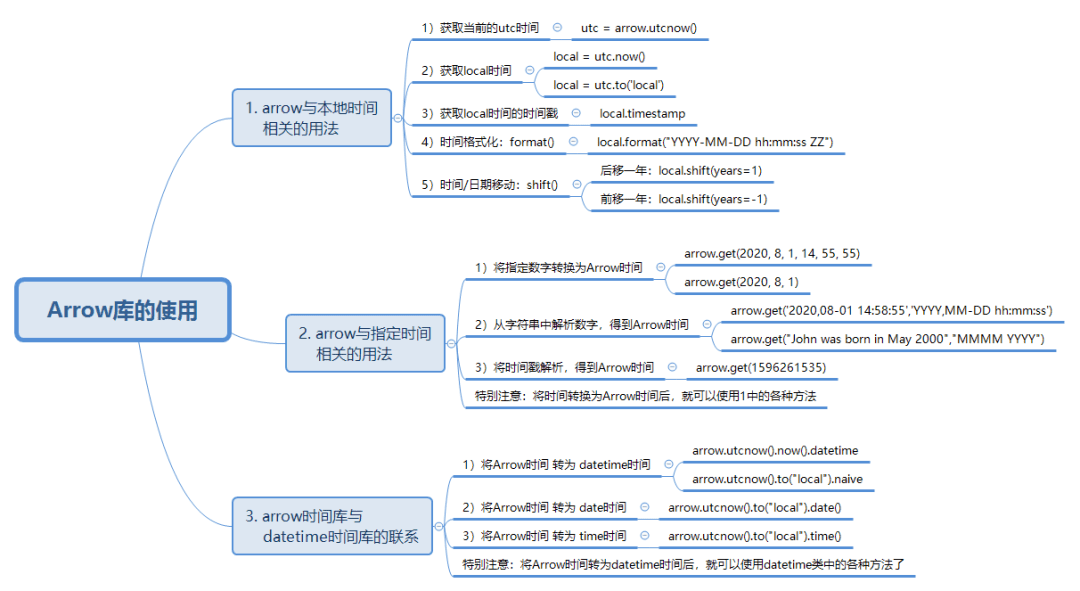 Arrow库的使用
1. arrow与本地时间
相关的用法
1）获取当前的utc时间
utc = arrow.utcnow()
2）获取local时间
local = utc.now()
local = utc.to('local')
3）获取local时间的时间戳
local.timestamp
4）时间格式化：format()
local.format("YYYY-MM-DD hh:mm:ss ZZ")
5）时间/日期移动：shift()
后移一年：local.shift(years=1)
前移一年：local.shift(years=-1)
2. arrow与指定时间
相关的用法
1）将指定数字转换为Arrow时间
arrow.get(2020, 8, 1, 14, 55, 55)
arrow.get(2020, 8, 1)
2）从字符串中解析数字，得到Arrow时间
arrow.get('2020,08-01 14:58:55','YYYY,MM-DD hh:mm:ss')
arrow.get("John was born in May 2000","MMMM YYYY")
3）将时间戳解析，得到Arrow时间
arrow.get(1596261535)
特别注意：将时间转换为Arrow时间后，就可以使用1中的各种方法
3. arrow时间库与
datetime时间库的联系
1）将Arrow时间 转为 datetime时间
arrow.utcnow().now().datetime
arrow.utcnow().to("local").naive
2）将Arrow时间 转为 date时间
arrow.utcnow().to("local").date()
3）将Arrow时间 转为 time时间
arrow.utcnow().to("local").time()
特别注意：将Arrow时间转为datetime时间后，就可以使用datetime类中的各种方法了